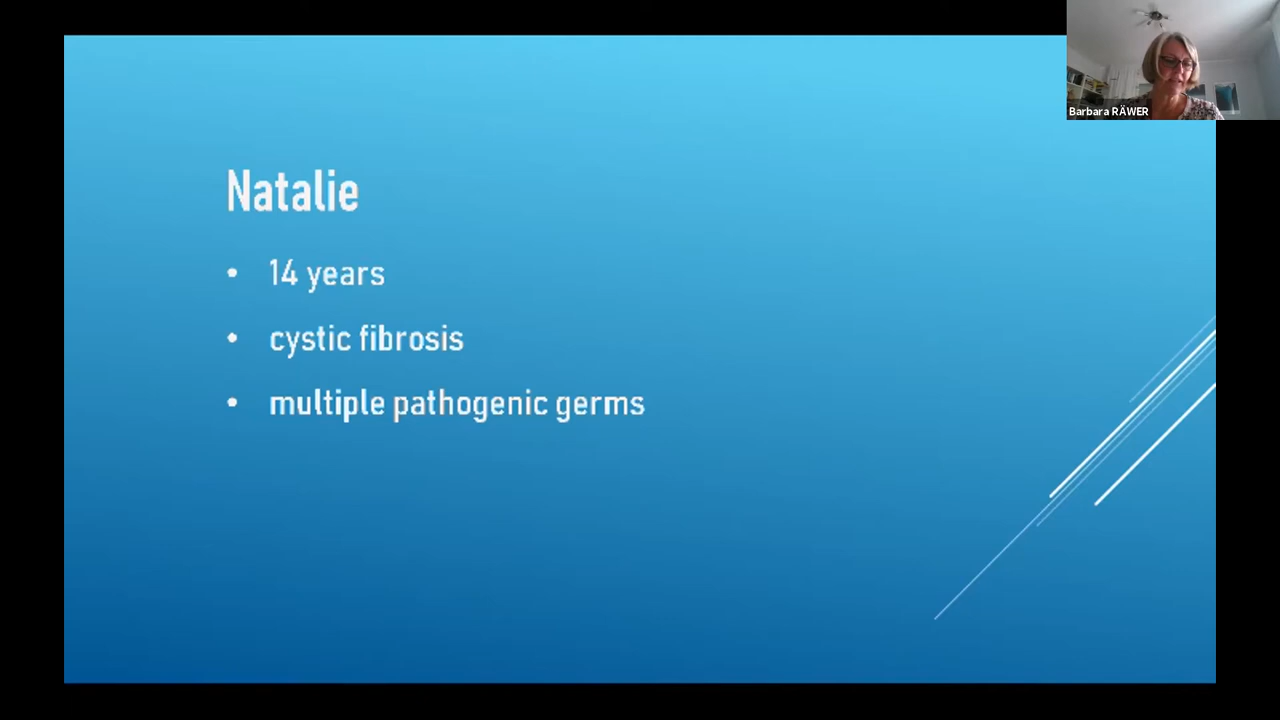 Barbara RÄWER
Natalie
• 14 years
• cystic fibrosis
• multiple pathogenic germs